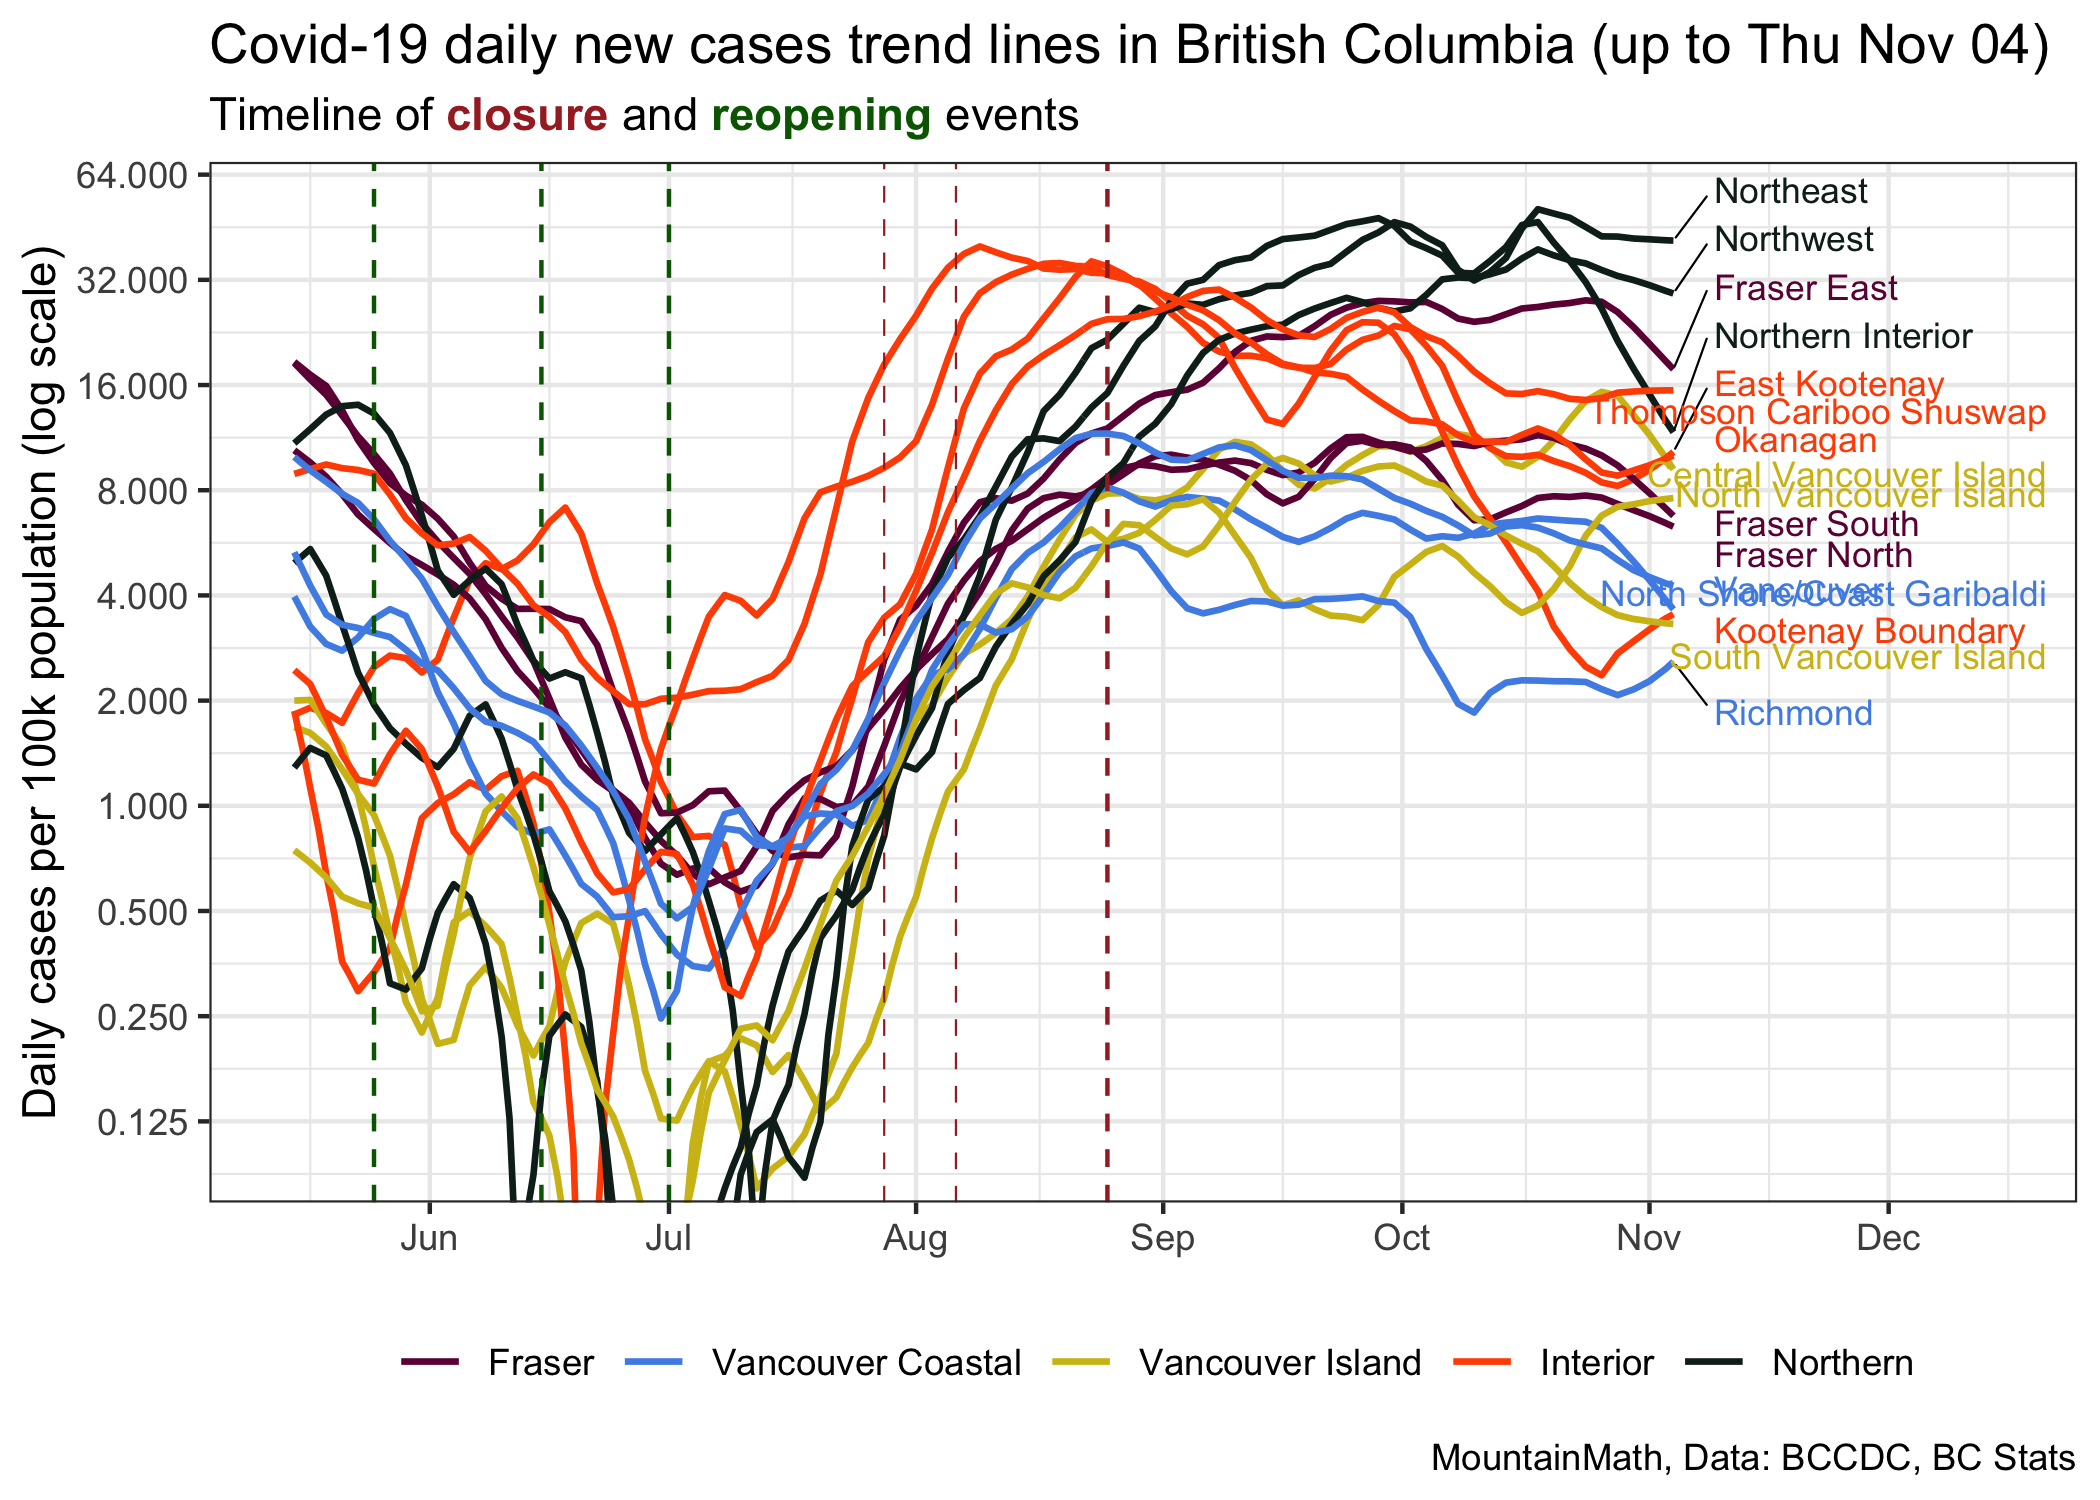 Covid-19 daily new cases trend lines in British Columbia (up to Thu Nov 04)
Timeline of closure and reopening events
Daily cases per 100k population (log scale)
64.000
32.000
16.000
8.000
4.000
2.000
1.000
0.500
0.250
0.125
Northeast
Northwest
Fraser East
Northern Interior
East Kootenay
Thompson Cariboo Shuswap
Okanagan
Central Vancouver Island
North Vancouver Island
Fraser South
Fraser North
Vancouver
North Shore/Coast Garibaldi
Kootenay Boundary
South Vancouver Island
Richmond
Jun Jul Aug Sep Oct Nov Dec
Fraser Vancouver Coastal Vancouver Island Interior Northern
MountainMath, Data: BCCDC, BC Stats